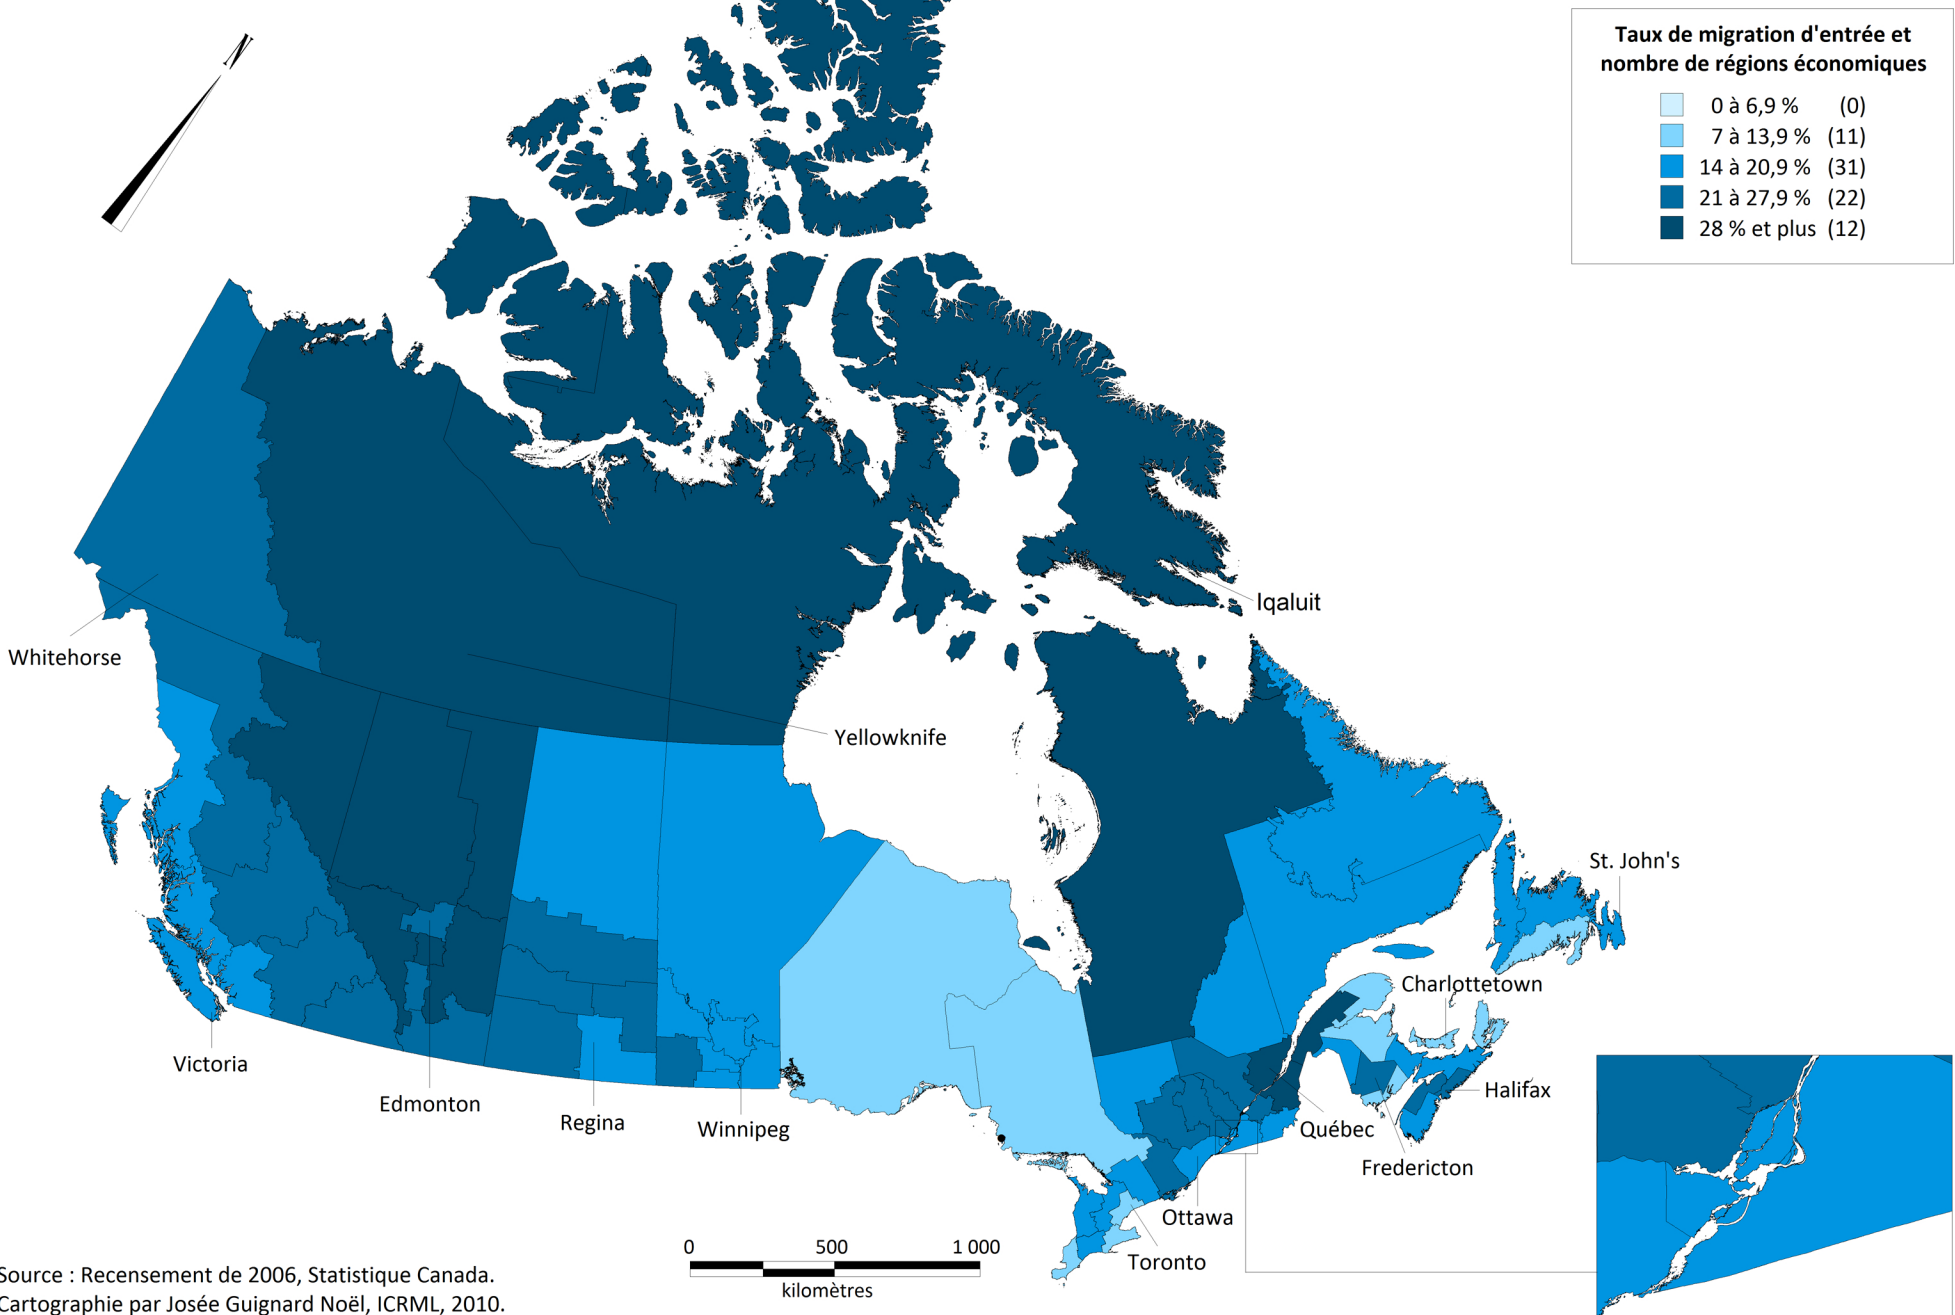 Taux de migration d'entrée et
nombre de régions économiques
0 à 6,9 % (0)
7 à 13,9 % (11)
14 à 20,9 % (31)
21 à 27,9 % (22)
28 % et plus (12)
Iqaluit
Whitehorse
Yellowknife
St. John's
Charlottetown
Victoria
Edmonton
Regina
Winnipeg
Halifax
Québec
Fredericton
Ottawa
Toronto
0 500 1 000
kilomètres
Source : Recensement de 2006, Statistique Canada.
Cartographie par Josée Guignard Noël, ICRML, 2010.